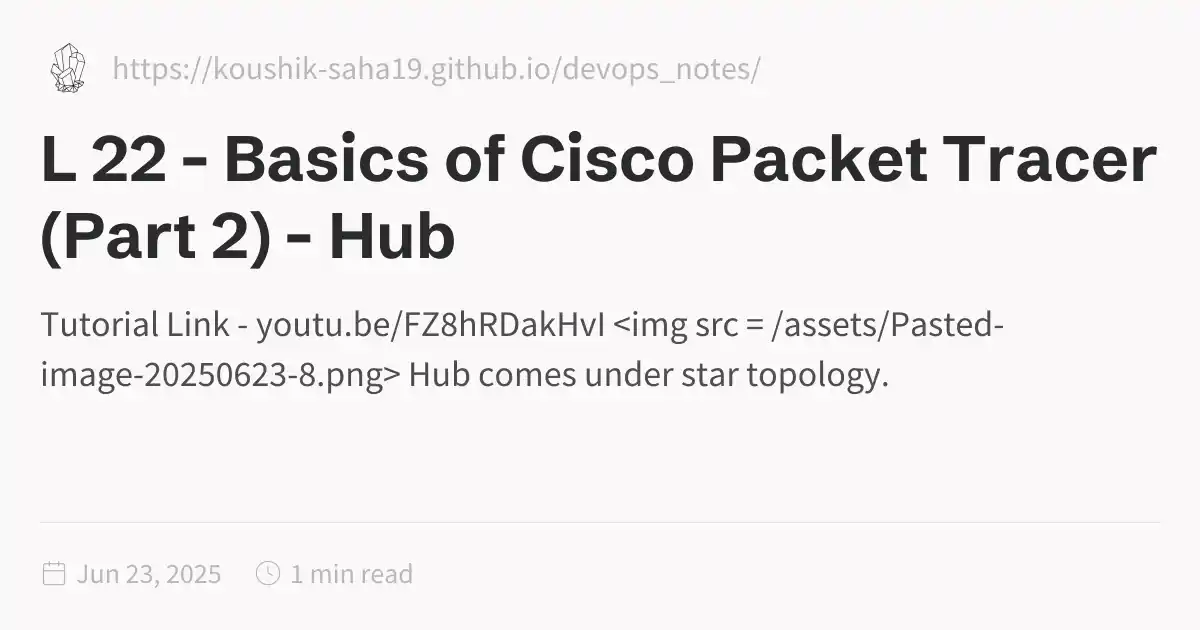 https://koushik-saha19.github.io/devops_notes/
L 22 - Basics of Cisco Packet Tracer
(Part 2) - Hub
Tutorial Link - youtu.be/FZ8hRDakHvI <img src = /assets/Pasted-
image-20250623-8.png> Hub comes under star topology.
Jun 23, 2025 1 min read